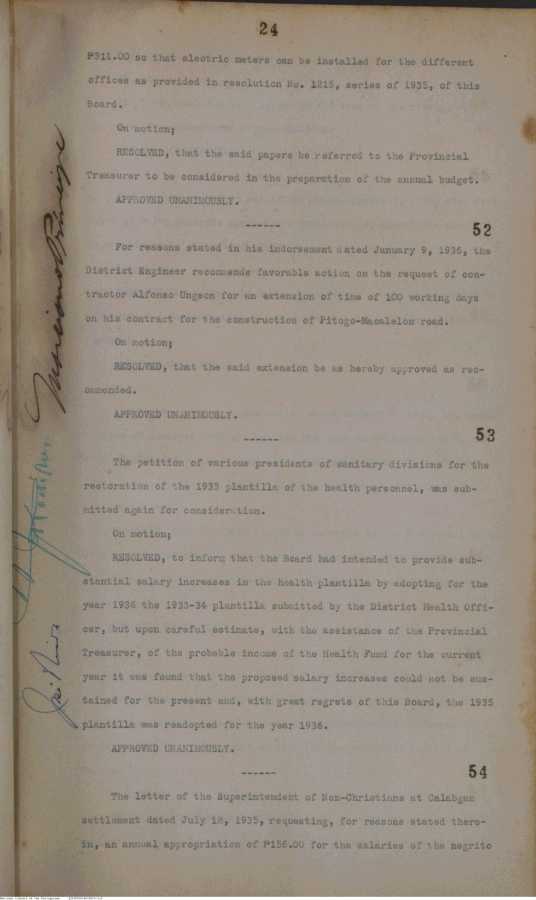 24
₱311.00 so that electric meters can be installed for the different
offices as provided in resolution No. 1215, series of 1935, of this
Board.
On motion;
RESOLVED, that the said papers be referred to the Provincial
Treasurer to be considered in the preparation of the annual budget.
APPROVED UNANIMOUSLY.
------
52
For reasons stated in his indorsement dated January 9, 1936, the
District Engineer recommends favorable action on the request of con-
tractor Alfonso Ungson for an extension of time of 100 working days
on his contract for the construction of Pitogo-Macalelon road.
On motion;
RESOLVED, that the said extension be as hereby approved as rec-
ommended.
APPROVED UNANIMOUSLY.
------
53
The petition of various presidents of sanitary divisions for the
restoration of the 1933 plantilla of the health personnel, was sub-
mitted again for consideration.
On motion;
RESOLVED, to inform that the Board had intended to provide sub-
stantial salary increases in the health plantilla by adopting for the
year 1936 the 1933-34 plantilla submitted by the District Health Offi-
cer, but upon careful estimate, with the assistance of the Provincial
Treasurer, of the probable income of the Health Fund for the current
year it was found that the proposed salary increases could not be sus-
tained for the present and, with great regrets of this Board, the 1935
plantilla was readopted for the year 1936.
APPROVED UNANIMOUSLY.
------
54
The letter of the Superintendent of Non-Christians at Calabgan
settlement dated July 18, 1935, requesting, for reasons stated there-
in, an annual appropriation of ₱156.00 for the salaries of the negrito